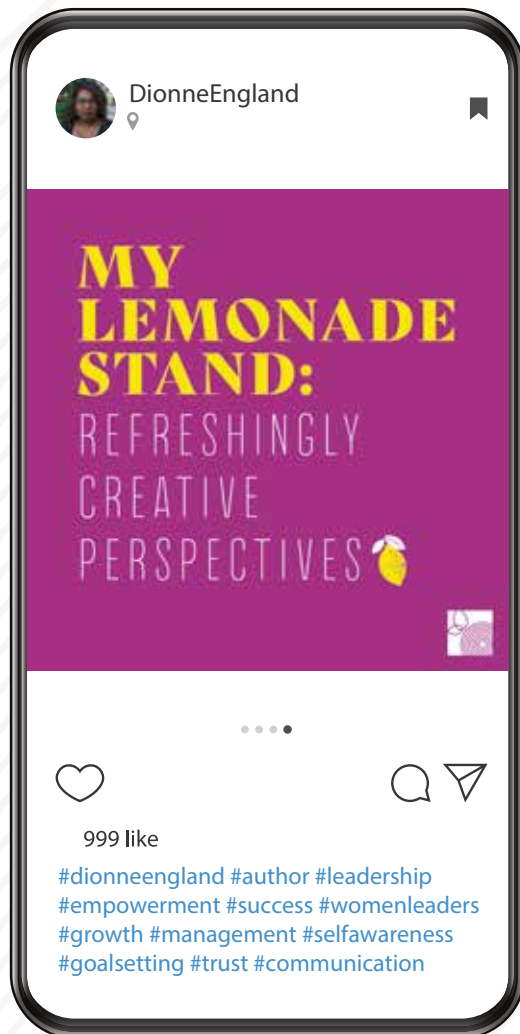 DionneEngland
MY
LEMONADE
STAND:
REFRESHINGLY
CREATIVE
PERSPECTIVES
999 like
#dionneengland #author #leadership
#empowerment #success #womenleaders
#growth #management #selfawareness
#goalsetting #trust #communication